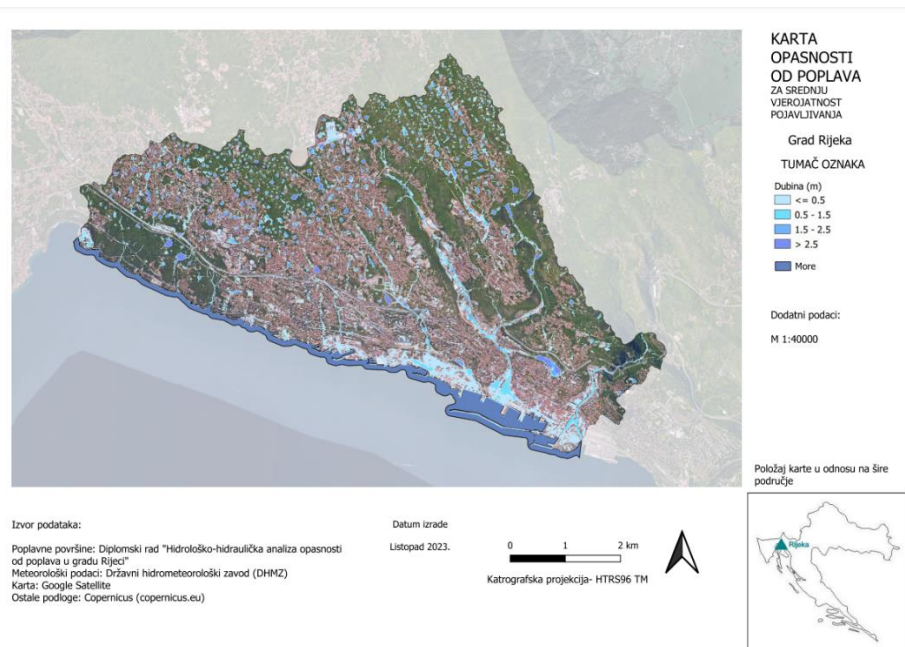 KARTA
OPASNOSTI
OD POPLAVA
ZA SREDNJU
VJEROJATNOST
POJAVLJIVANJA
Grad Rijeka
TUMAČ OZNAKA
Dubina (m)
<= 0.5
0.5 - 1.5
1.5 - 2.5
> 2.5
More
Dodatni podaci:
M 1:40000
Položaj karte u odnosu na šire
područje
Rijeka
Izvor podataka:
Poplavne površine: Diplomski rad "Hidrološko-hidraulička analiza opasnosti
od poplava u gradu Rijeci"
Meteorološki podaci: Državni hidrometeorološki zavod (DHMZ)
Karta: Google Satellite
Ostale podloge: Copernicus (copernicus.eu)
Datum izrade
Listopad 2023.
0 1 2 km
Katrografska projekcija- HTRS96 TM